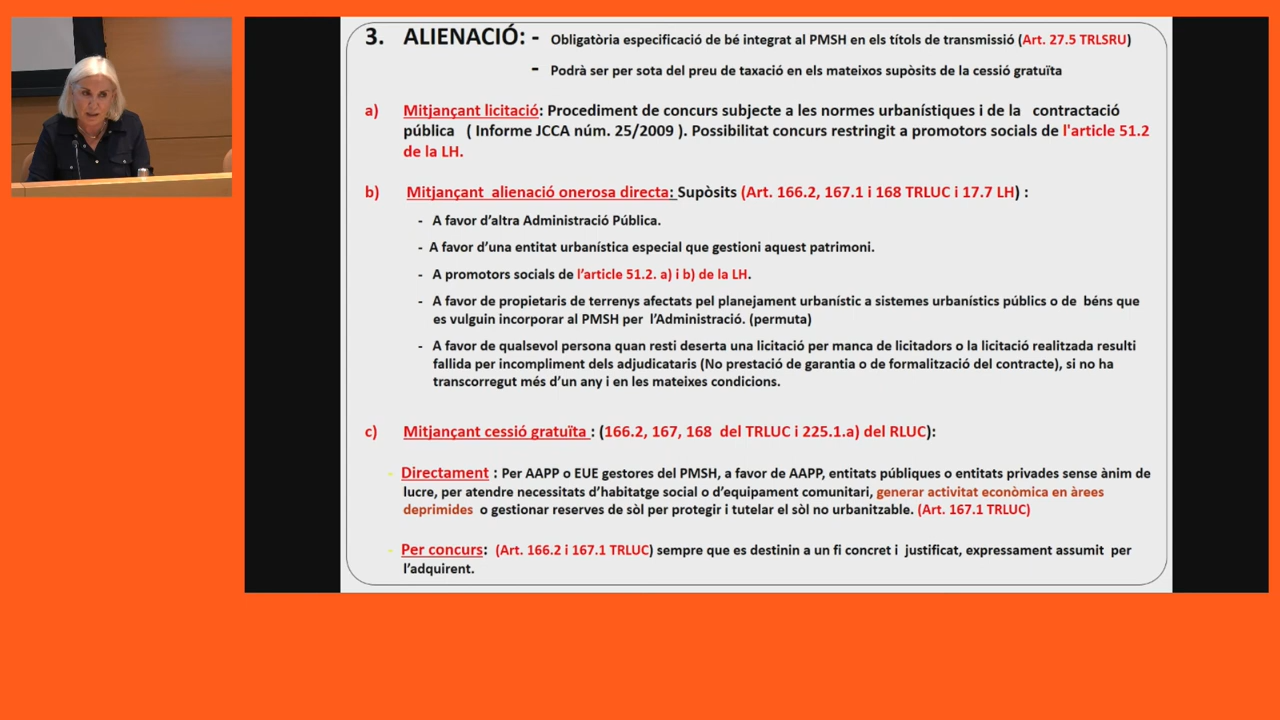 3. ALIENACIÓ: - Obligatòria especificació de bé integrat al PMSH en els títols de transmissió (Art. 27.5 TRLSRU)
- Podrà ser per sota del preu de taxació en els mateixos supòsits de la cessió gratuïta
a) Mitjançant licitació: Procediment de concurs subjecte a les normes urbanístiques i de la contractació
pública ( Informe JCCA núm. 25/2009 ). Possibilitat concurs restringit a promotors socials de l'article 51.2
de la LH.
b) Mitjançant alienació onerosa directa: Supòsits (Art. 166.2, 167.1 i 168 TRLUC i 17.7 LH) :
- A favor d’altra Administració Pública.
- A favor d’una entitat urbanística especial que gestioni aquest patrimoni.
- A promotors socials de l’article 51.2. a) i b) de la LH.
- A favor de propietaris de terrenys afectats pel planejament urbanístic a sistemes urbanístics públics o de béns que
es vulguin incorporar al PMSH per l’Administració. (permuta)
- A favor de qualsevol persona quan resti deserta una licitació per manca de licitadors o la licitació realitzada resulti
fallida per incompliment dels adjudicataris (No prestació de garantia o de formalització del contracte), si no ha
transcorregut més d’un any i en les mateixes condicions.
c) Mitjançant cessió gratuïta : (166.2, 167, 168 del TRLUC i 225.1.a) del RLUC):
- Directament : Per AAPP o EUE gestores del PMSH, a favor de AAPP, entitats públiques o entitats privades sense ànim de
lucre, per atendre necessitats d’habitatge social o d’equipament comunitari, generar activitat econòmica en àrees
deprimides o gestionar reserves de sòl per protegir i tutelar el sòl no urbanitzable. (Art. 167.1 TRLUC)
- Per concurs: (Art. 166.2 i 167.1 TRLUC) sempre que es destinin a un fi concret i justificat, expressament assumit per
l’adquirent.